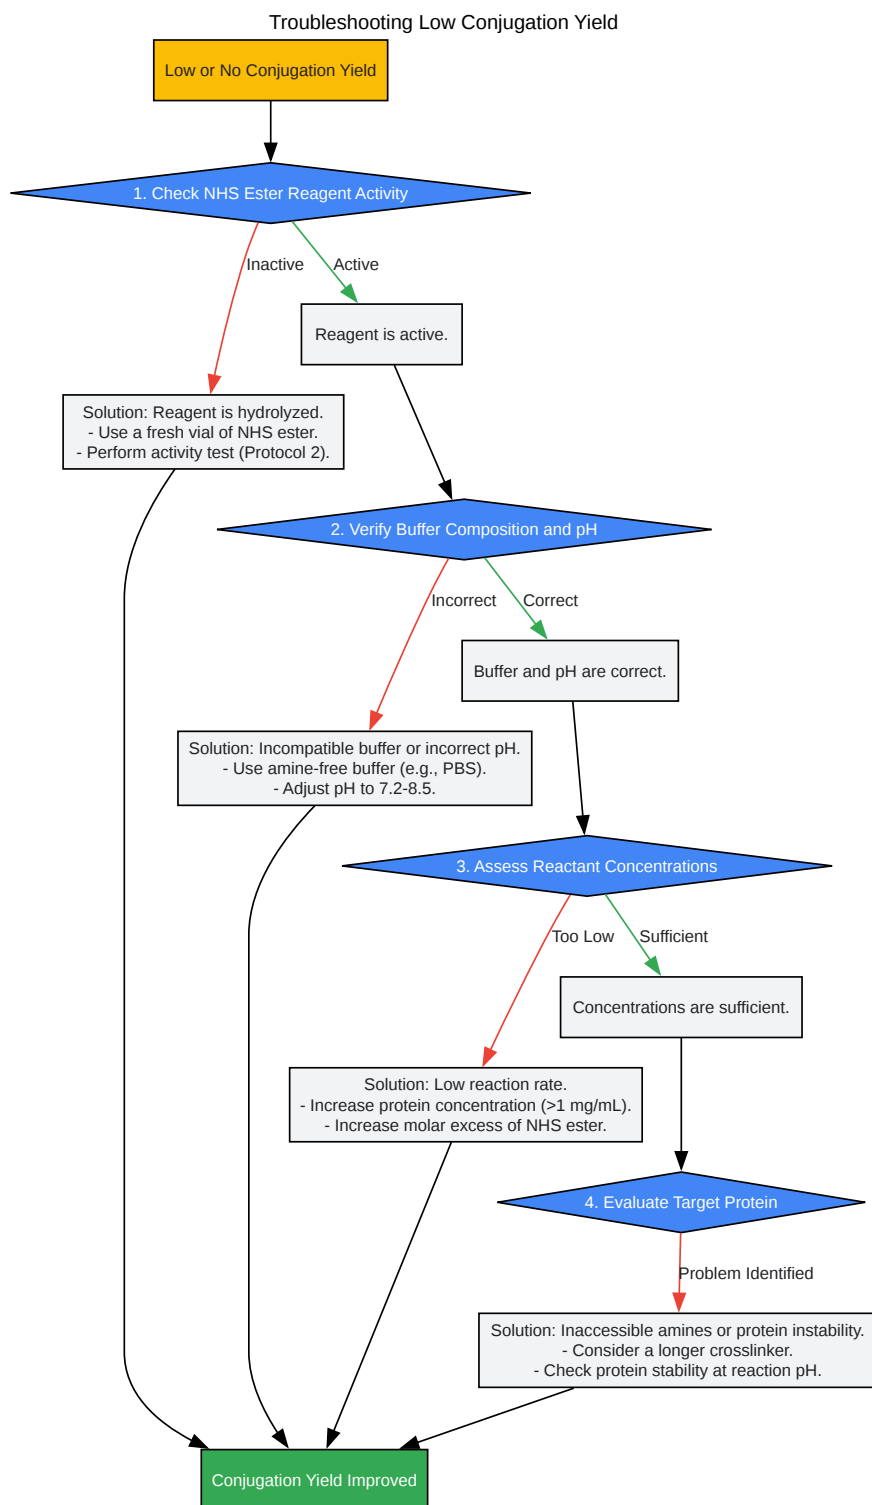 Troubleshooting Low Conjugation Yield
Low or No Conjugation Yield
1. Check NHS Ester Reagent Activity
Inactive
Active
Reagent is active.
Solution: Reagent is hydrolyzed.
- Use a fresh vial of NHS ester.
- Perform activity test (Protocol 2).
2. Verify Buffer Composition and pH
Incorrect
Correct
Buffer and pH are correct.
Solution: Incompatible buffer or incorrect pH.
- Use amine-free buffer (e.g., PBS).
- Adjust pH to 7.2-8.5.
3. Assess Reactant Concentrations
Too Low
Sufficient
Concentrations are sufficient.
Solution: Low reaction rate.
- Increase protein concentration (>1 mg/mL).
- Increase molar excess of NHS ester.
4. Evaluate Target Protein
Problem Identified
Solution: Inaccessible amines or protein instability.
- Consider a longer crosslinker.
- Check protein stability at reaction pH.
Conjugation Yield Improved